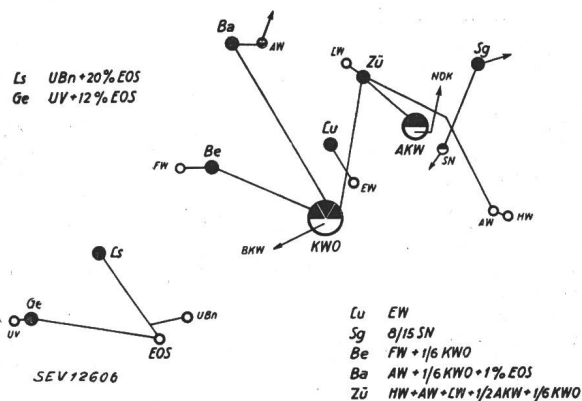 Ls UBn+20% EOS
Ge UV+12% EOS
Ba
AW
LW
Zü
Sg
NOK
AKW
SN
Lu
EW
FW
Be
BKW
KWO
AW
HW
Ls
Ge
UV
UBn
EOS
SEV12606
Lu EW
Sg 8/15 SN
Be FW + 1/6 KWO
Ba AW + 1/6 KWO + 1% EOS
Zü HW + AW + LW + 1/2 AKW + 1/6 KWO